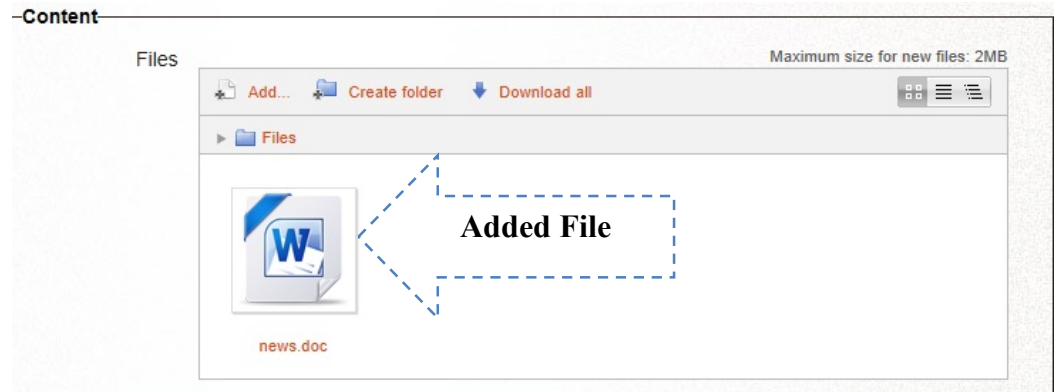 Content
Files
Maximum size for new files: 2MB
Add... Create folder Download all
Files
Added File
W
news.doc